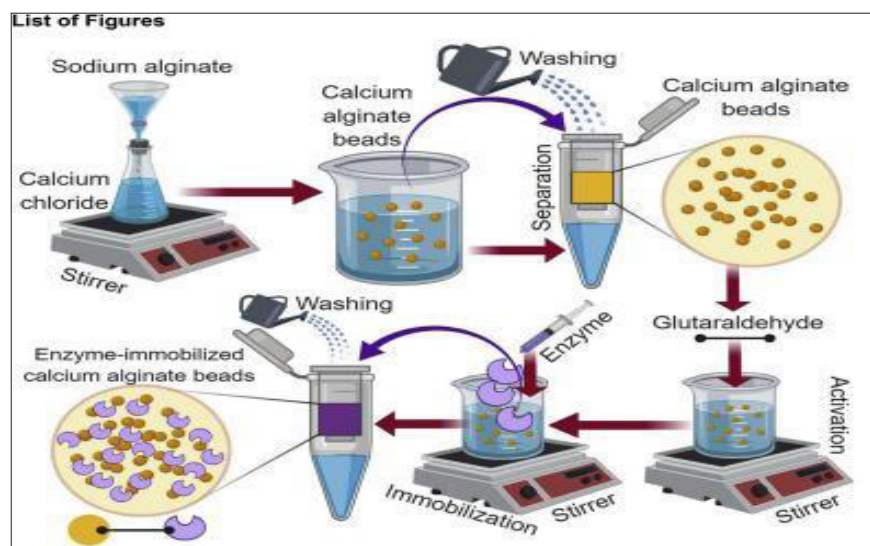 List of Figures
Sodium alginate
Calcium
chloride
Stirrer
Calcium
alginate
beads
Washing
Separation
Calcium alginate
beads
Glutaraldehyde
Activation
Stirrer
Enzyme
Immobilization
Stirrer
Washing
Enzyme-immobilized
calcium alginate beads